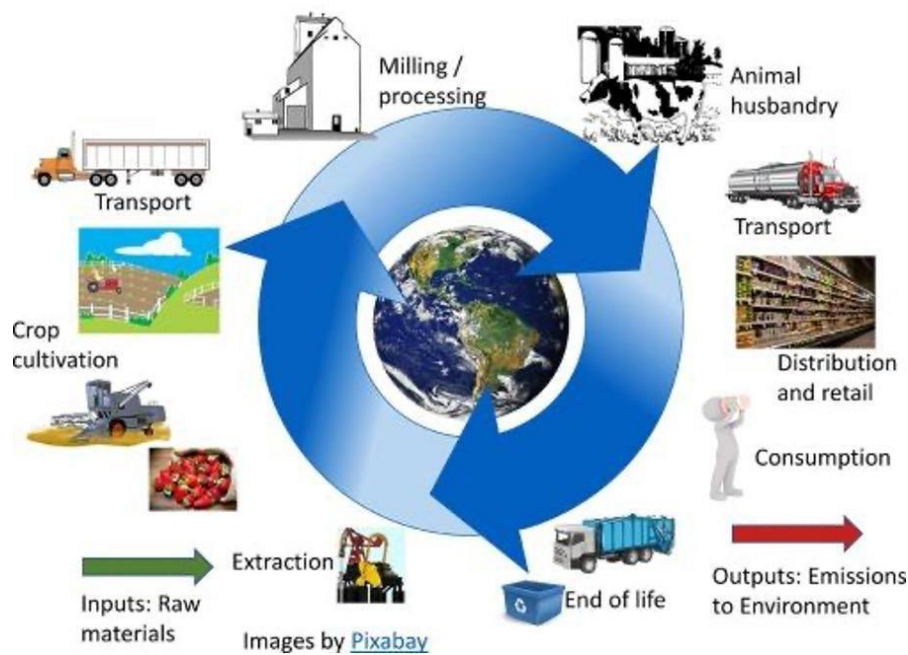 Milling /
processing
Animal
husbandry
Transport
Transport
Crop
cultivation
Distribution
and retail
Consumption
Extraction
End of life
Inputs: Raw
materials
Outputs: Emissions
to Environment
Images by Pixabay